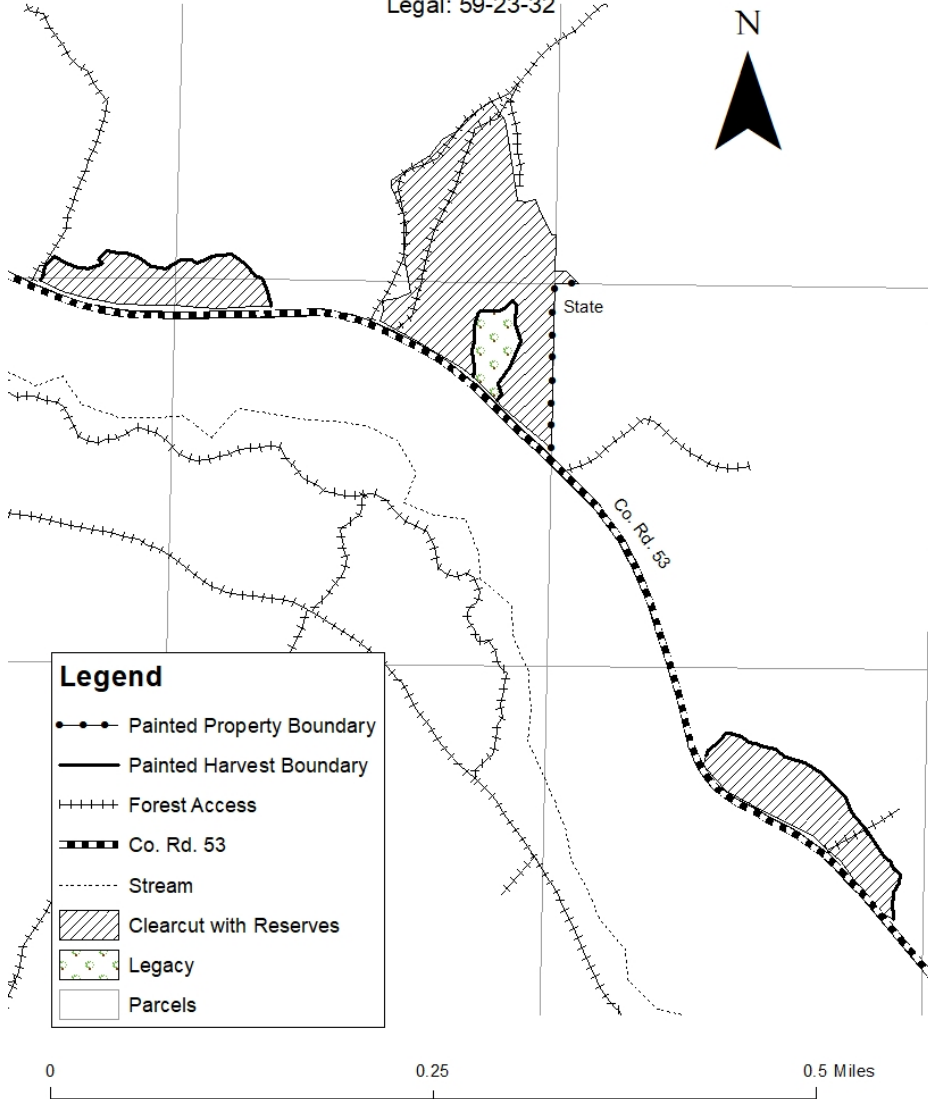 Legal: 59-23-32
N
State
Co. Rd. 53
Legend
Painted Property Boundary
Painted Harvest Boundary
Forest Access
Co. Rd. 53
Stream
Clearcut with Reserves
Legacy
Parcels
0 0.25 0.5 Miles